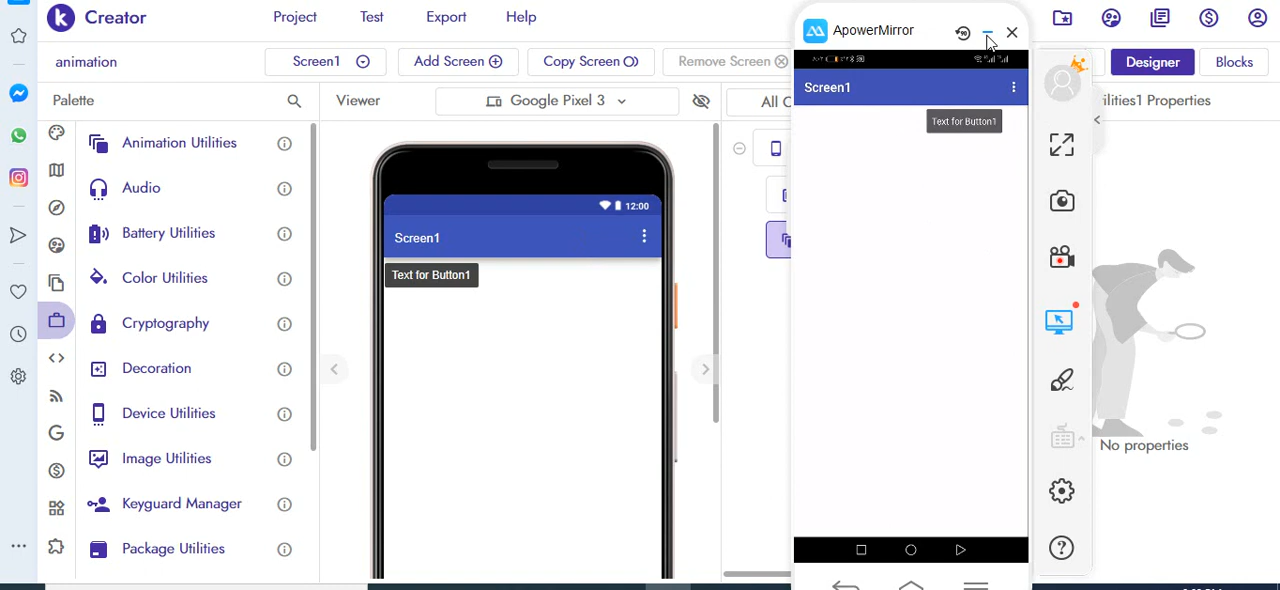 Creator
Project
Test
Export
Help
ApowerMirror
animation
Screen1
Add Screen
Copy Screen
Remove Screen
Designer
Blocks
Palette
Viewer
Google Pixel 3
All C
ilities1 Properties
Screen1
Text for Button1
Animation Utilities
Audio
Battery Utilities
Color Utilities
Cryptography
Decoration
Device Utilities
Image Utilities
Keyguard Manager
Package Utilities
12:00
Screen1
Text for Button1
No properties